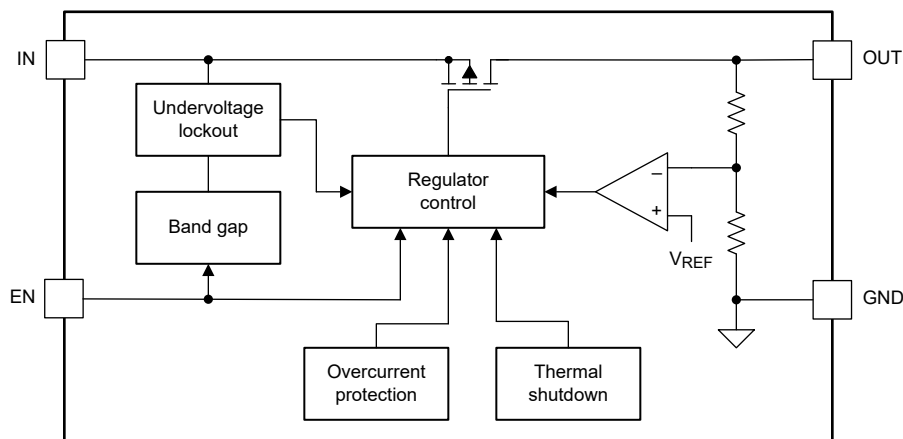 IN
OUT
Undervoltage
lockout
Regulator
control
−
+
Band gap
VREF
EN
GND
Overcurrent
protection
Thermal
shutdown